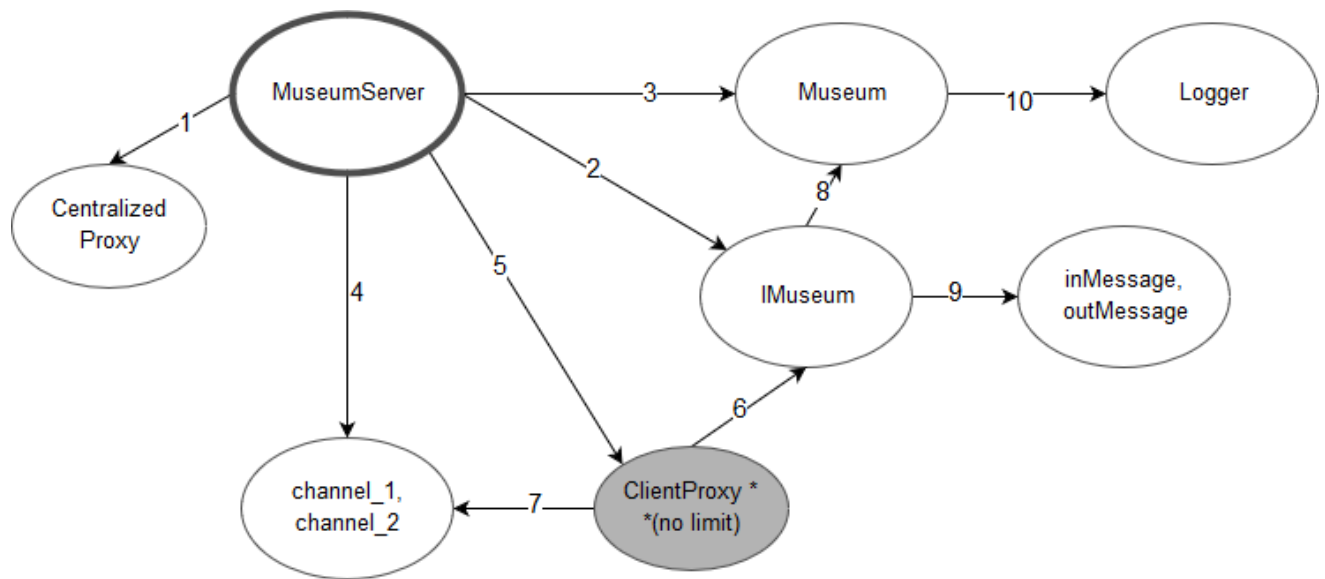 MuseumServer
3
Museum
10
Logger
1
2
8
Centralized
Proxy
5
4
IMuseum
9
inMessage,
outMessage
6
channel_1,
channel_2
7
ClientProxy *
*(no limit)